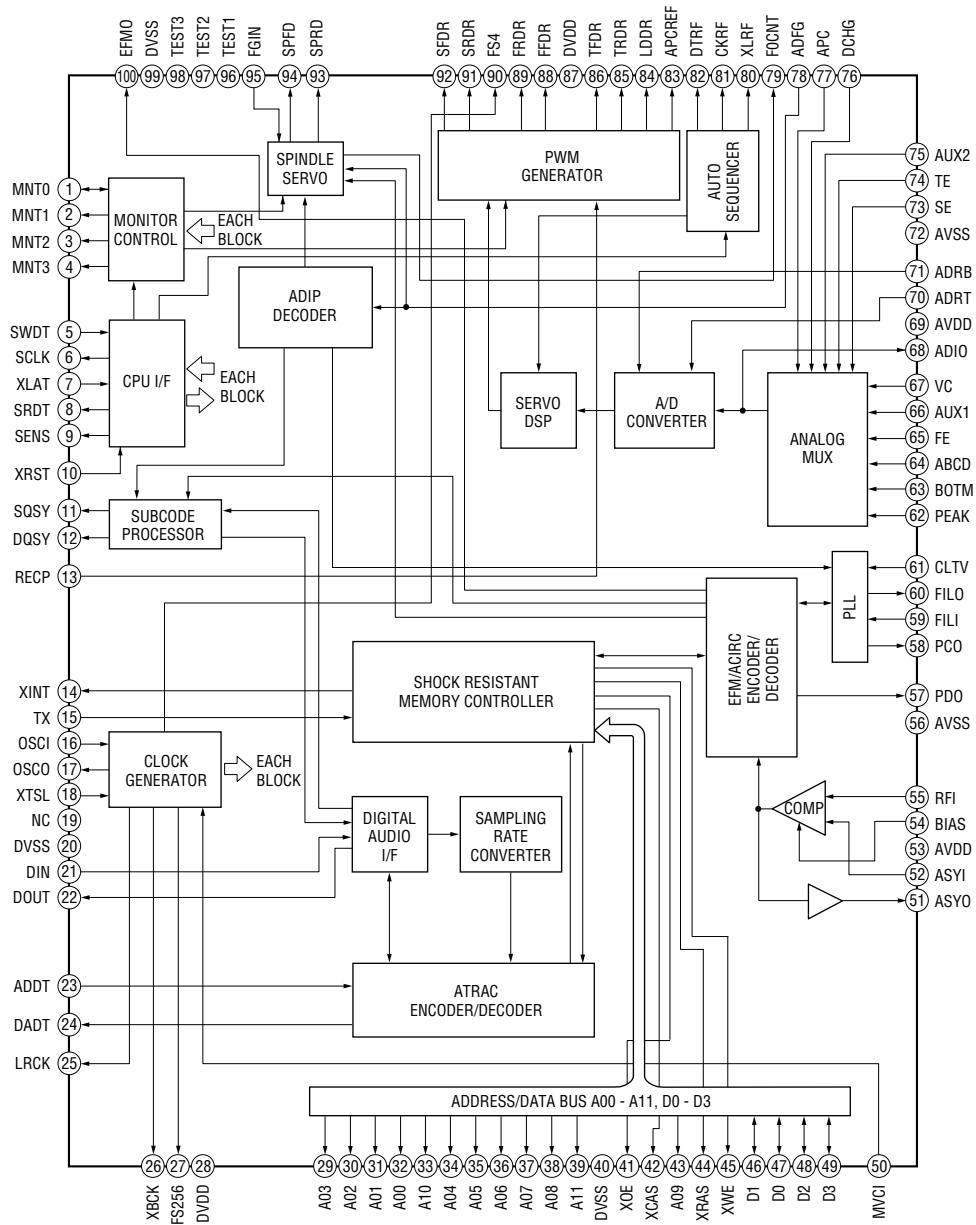 EFMO DVSS TEST3 TEST2 TEST1 FGIN SPFD SPRD SFDR SRDR FS4 FRDR FFDR DVDD TFDR TRDR LDDR APCREF DTRF CKRF XLRF F0CNT ADFG APC DCHG
100 99 98 97 96 95 94 93 92 91 90 89 88 87 86 85 84 83 82 81 80 79 78 77 76
SPINDLE
SERVO
PWM
GENERATOR
AUTO
SEQUENCER
MNT0 1
MNT1 2
MNT2 3
MNT3 4
MONITOR
CONTROL
EACH
BLOCK
75 AUX2
74 TE
73 SE
72 AVSS
71 ADRB
70 ADRT
69 AVDD
68 ADIO
67 VC
66 AUX1
65 FE
64 ABCD
63 BOTM
62 PEAK
ADIP
DECODER
SWDT 5
SCLK 6
XLAT 7
SRDT 8
SENS 9
XRST 10
CPU I/F
EACH
BLOCK
SERVO
DSP
A/D
CONVERTER
ANALOG
MUX
SQSY 11
DQSY 12
RECP 13
SUBCODE
PROCESSOR
61 CLTV
60 FILO
59 FILI
58 PCO
57 PDO
56 AVSS
PLL
EFM/ACIRC
ENCODER/
DECODER
SHOCK RESISTANT
MEMORY CONTROLLER
XINT 14
TX 15
OSCI 16
OSCO 17
XTSL 18
NC 19
DVSS 20
DIN 21
DOUT 22
CLOCK
GENERATOR
EACH
BLOCK
DIGITAL
AUDIO
I/F
SAMPLING
RATE
CONVERTER
COMP
55 RFI
54 BIAS
53 AVDD
52 ASYI
51 ASYO
ADDT 23
DADT 24
LRCK 25
ATRAC
ENCODER/DECODER
ADDRESS/DATA BUS A00 - A11, D0 - D3
26 27 28 29 30 31 32 33 34 35 36 37 38 39 40 41 42 43 44 45 46 47 48 49 50
XBCK FS256 DVDD A03 A02 A01 A00 A10 A04 A05 A06 A07 A08 A11 DVSS XOE XCAS A09 XRAS XWE D1 D0 D2 D3 MVCI